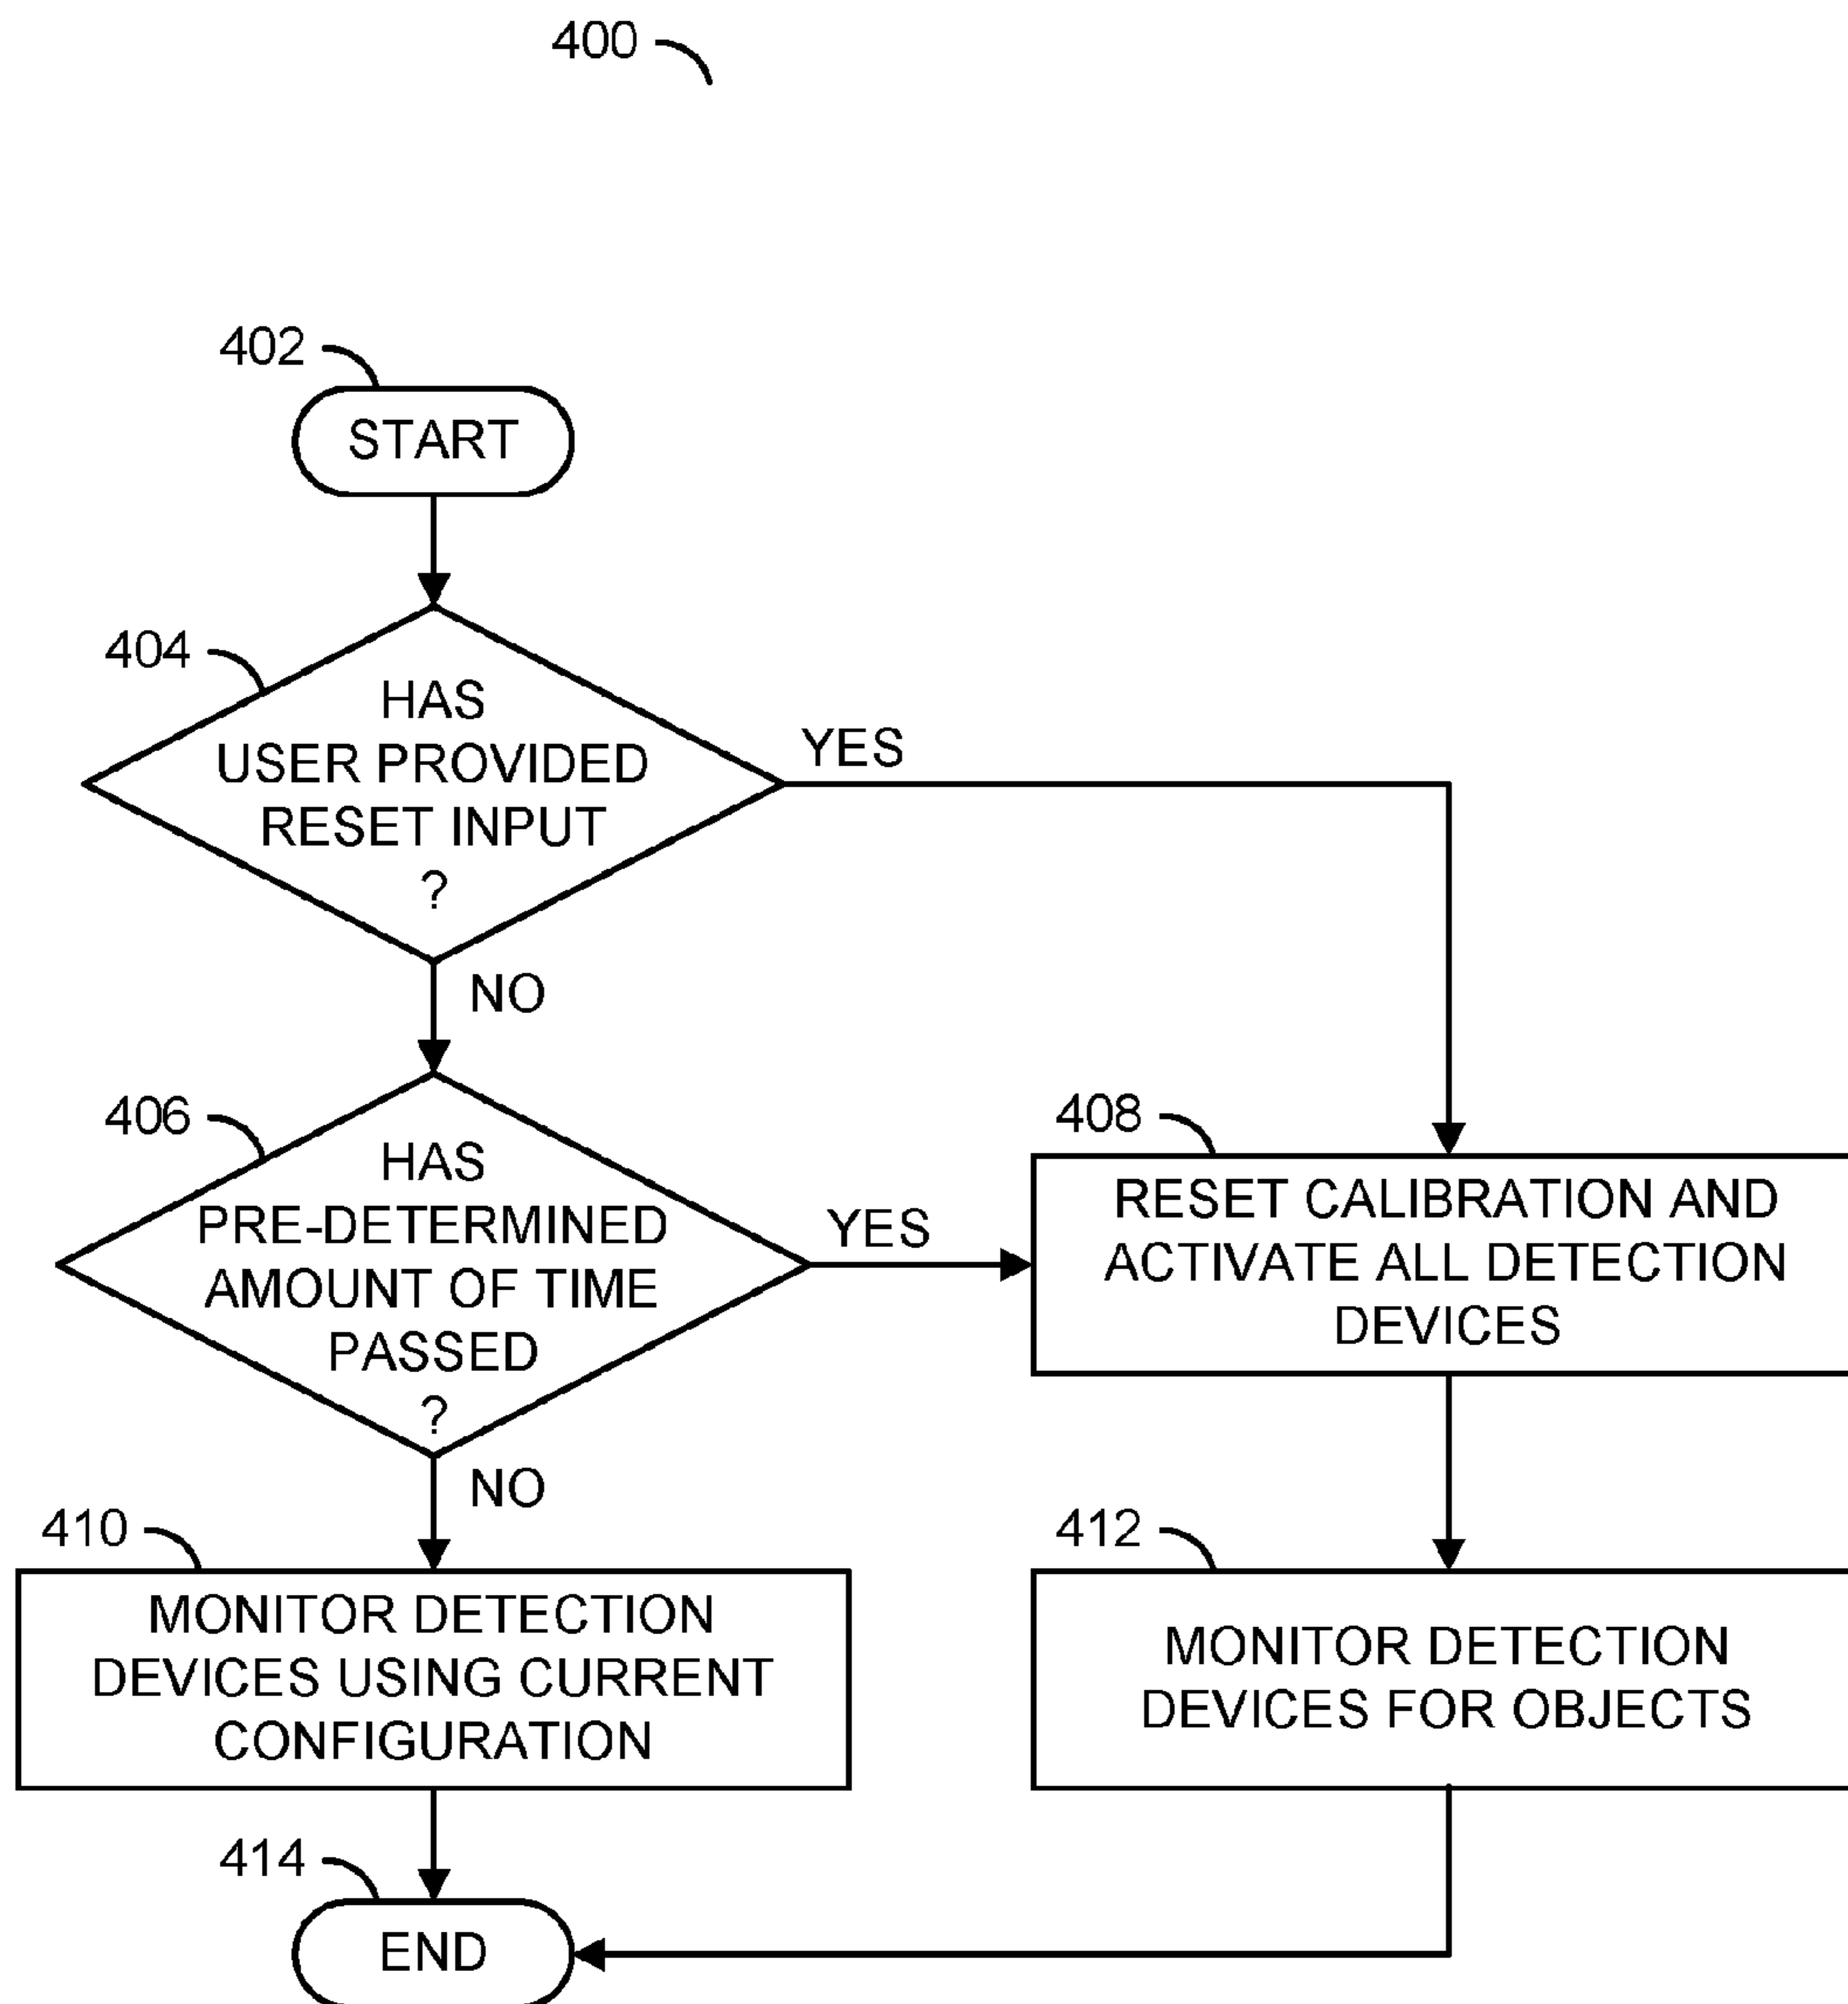 400
402
START
404
HAS
USER PROVIDED
RESET INPUT
?
YES
NO
406
HAS
PRE-DETERMINED
AMOUNT OF TIME
PASSED
?
YES
NO
408
RESET CALIBRATION AND
ACTIVATE ALL DETECTION
DEVICES
410
MONITOR DETECTION
DEVICES USING CURRENT
CONFIGURATION
412
MONITOR DETECTION
DEVICES FOR OBJECTS
414
END